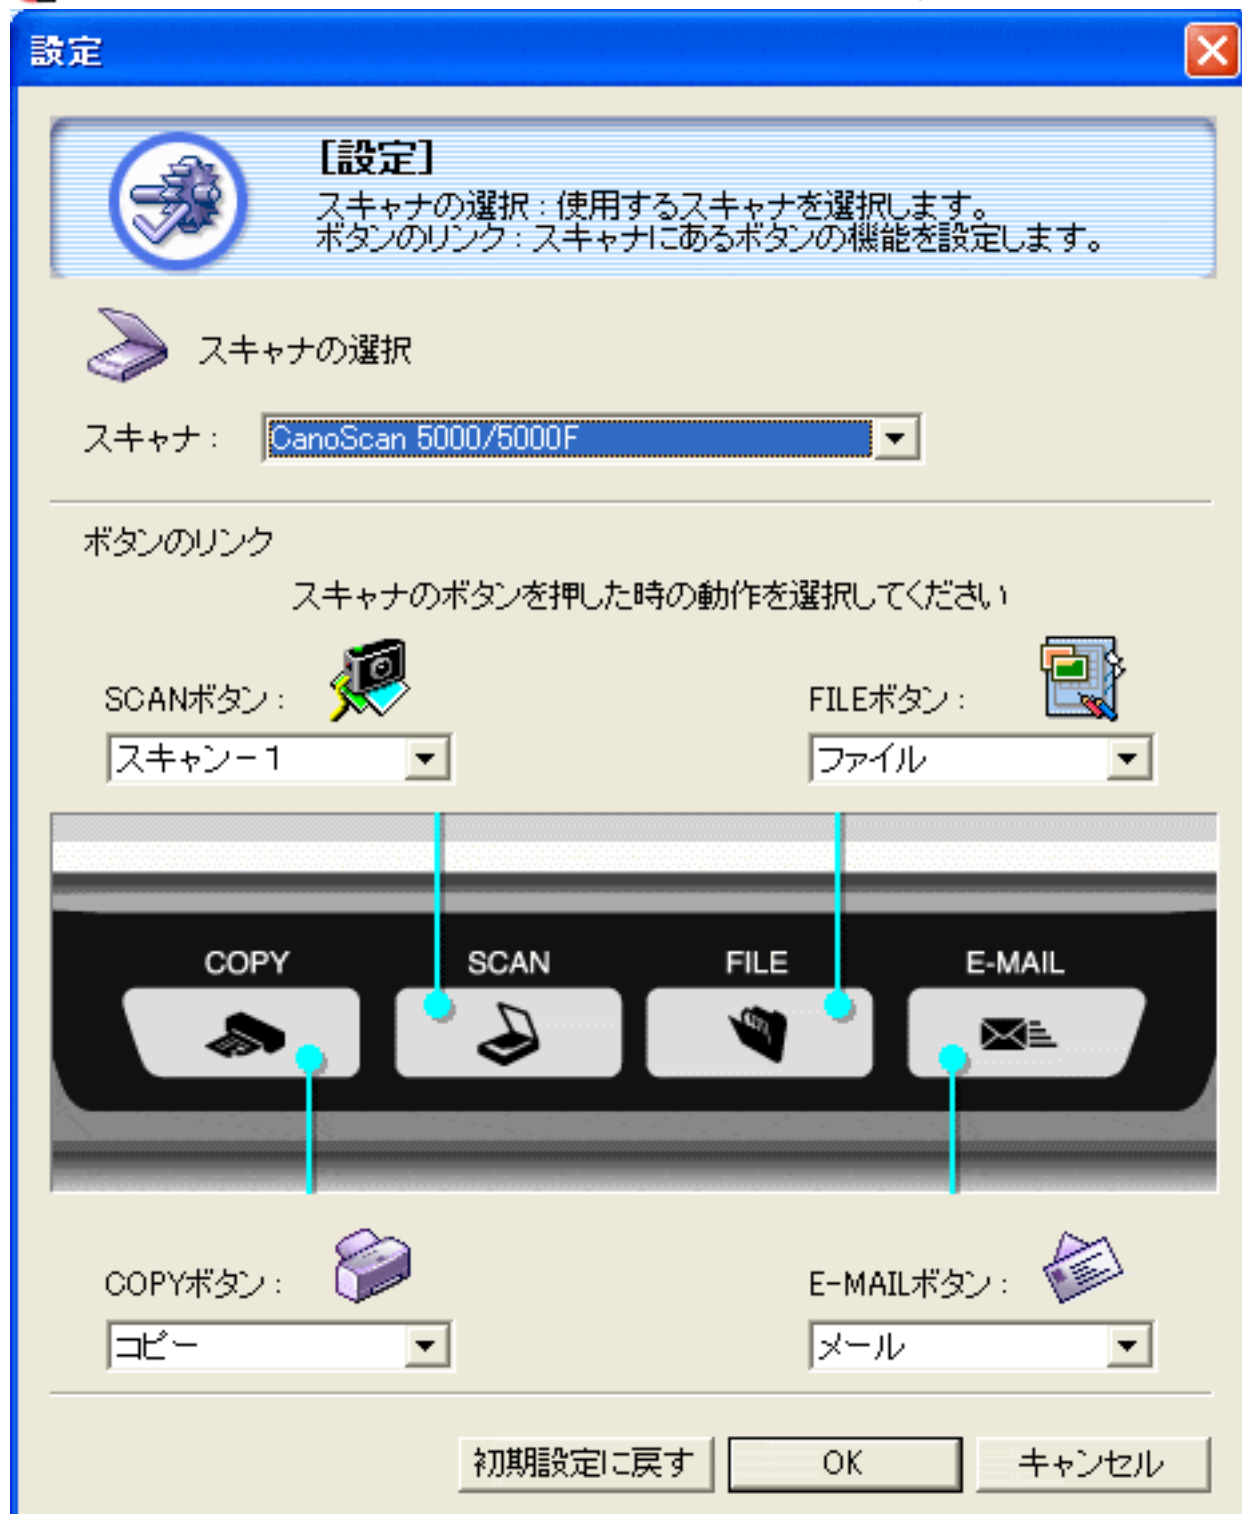 設定
[設定]
スキャナの選択：使用するスキャナを選択します。
ボタンのリンク：スキャナにあるボタンの機能を設定します。
スキャナの選択
スキャナ： CanoScan 5000/5000F
ボタンのリンク
スキャナのボタンを押した時の動作を選択してください
SCANボタン： FILEボタン：
スキャン－１ ファイル
COPY SCAN FILE E-MAIL
COPYボタン： E-MAILボタン：
コピー メール
初期設定に戻す OK キャンセル